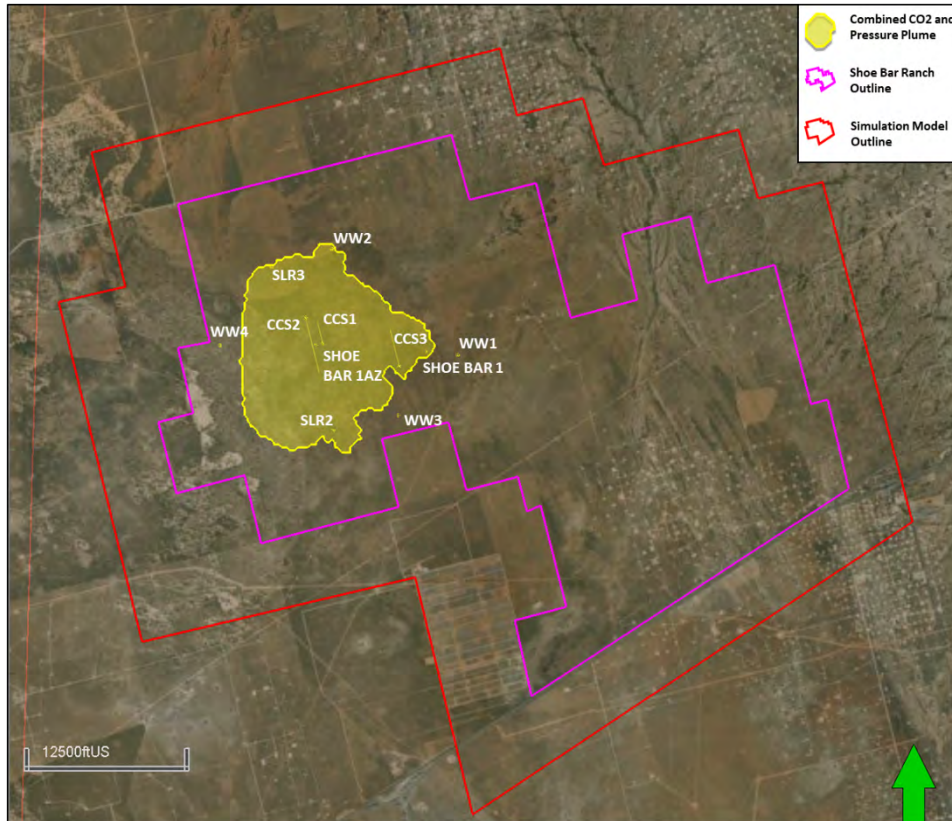 Combined CO2 and
Pressure Plume
Shoe Bar Ranch
Outline
Simulation Model
Outline
WW2
SLR3
CCS2
CCS1
WW4
CCS3
WW1
SHOE
BAR 1AZ
SHOE BAR 1
SLR2
WW3
12500ftUS